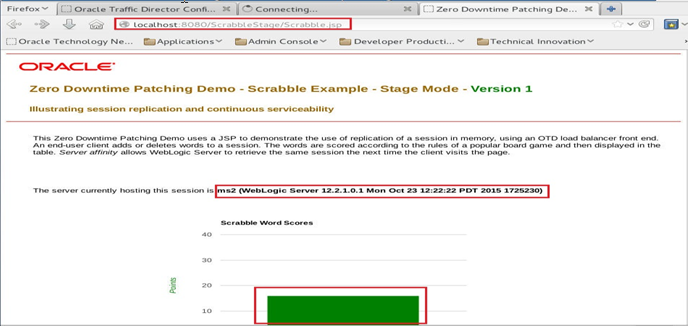 Firefox
Oracle Traffic Director Confi...
Connecting...
Zero Downtime Patching De...
localhost:8080/ScrabbleStage/Scrabble.jsp
Oracle Technology Ne...
Applications
Admin Console
Developer Producti...
Technical Innovation
ORACLE
Zero Downtime Patching Demo - Scrabble Example - Stage Mode - Version 1
Illustrating session replication and continuous serviceability
This Zero Downtime Patching Demo uses a JSP to demonstrate the use of replication of a session in memory, using an OTD load balancer front end.
An end-user client adds or deletes words to a session. The words are scored according to the rules of a popular board game and then displayed in the
table. Server affinity allows WebLogic Server to retrieve the same session the next time the client visits the page.
The server currently hosting this session is ms2 (WebLogic Server 12.2.1.0.1 Mon Oct 23 12:22:22 PDT 2015 1725230)
Scrabble Word Scores
40
30
Points
20
10